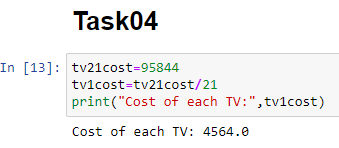 Task04
In [13]: tv21cost=95844
tv1cost=tv21cost/21
print("Cost of each TV:",tv1cost)
Cost of each TV: 4564.0